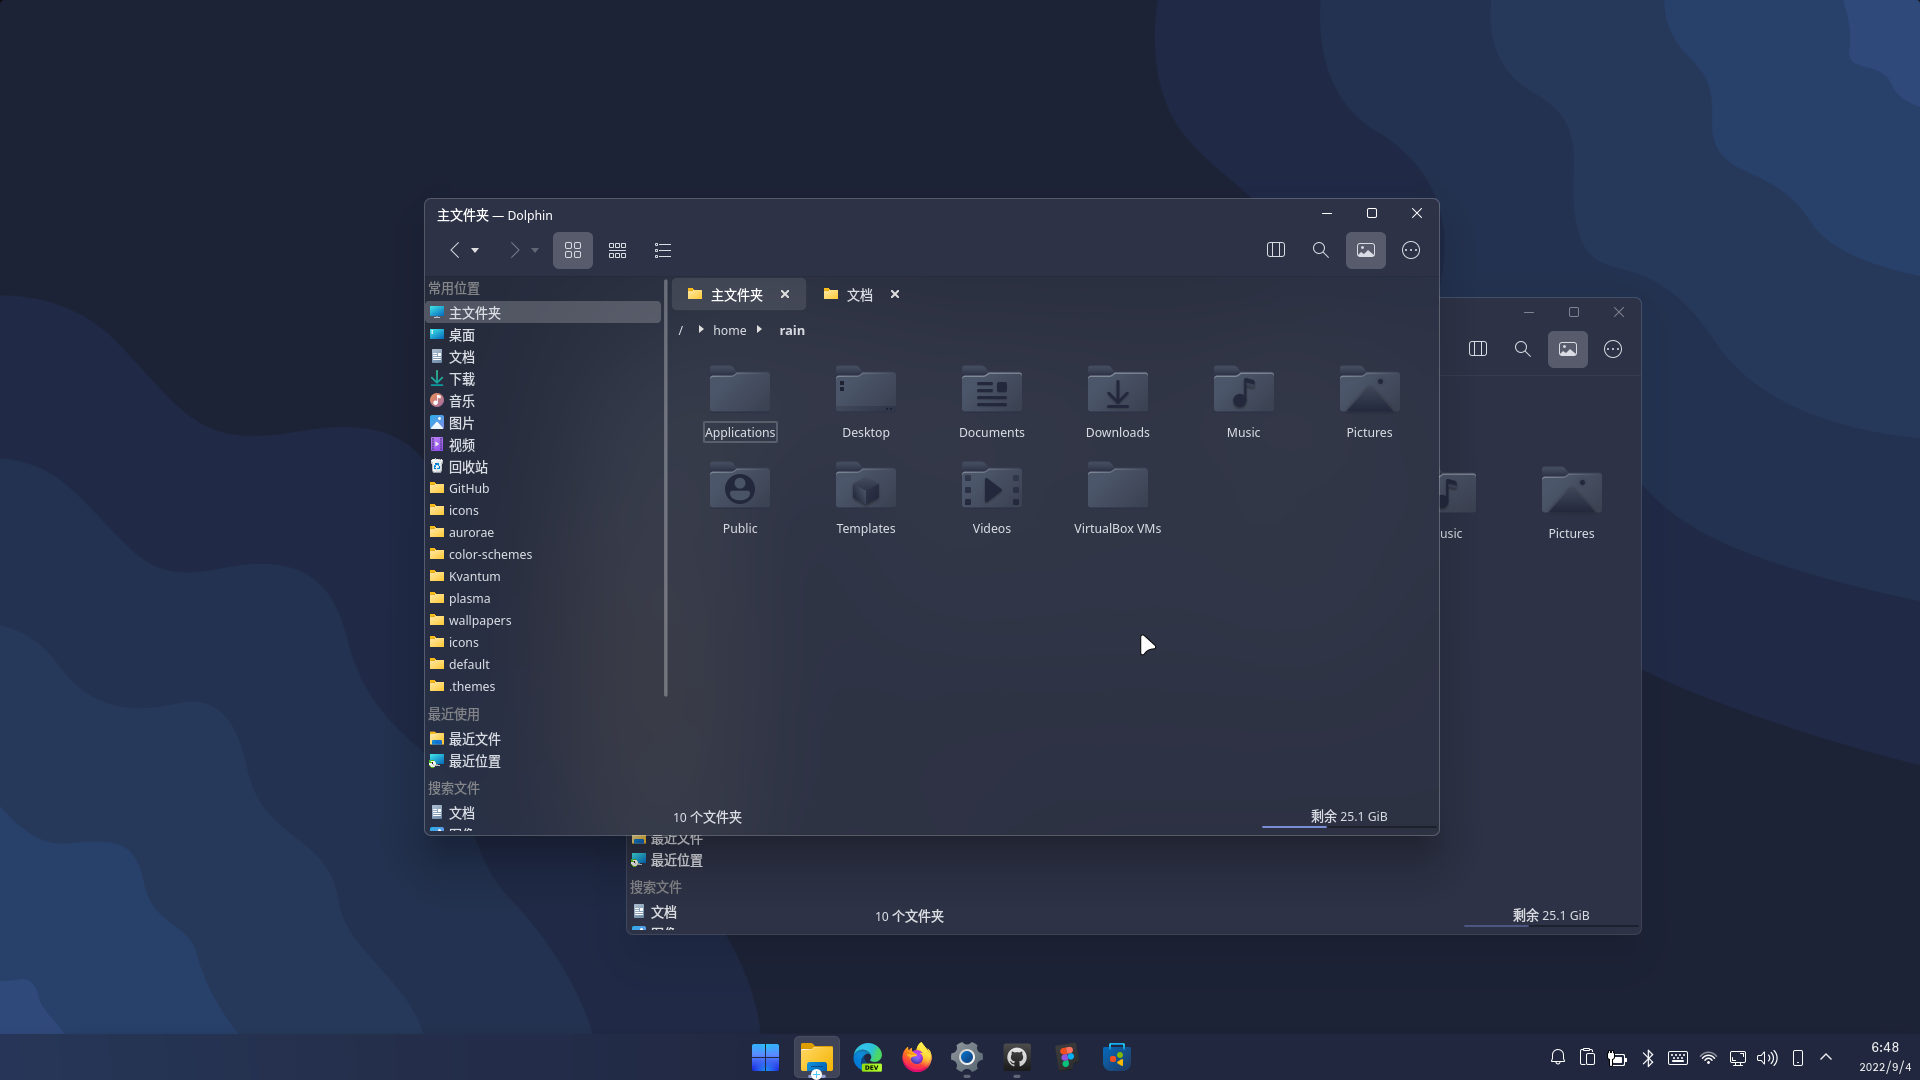 主文件夹 — Dolphin
常用位置
主文件夹
桌面
文档
下载
音乐
图片
视频
回收站
GitHub
icons
aurorae
color-schemes
Kvantum
plasma
wallpapers
icons
default
.themes
最近使用
最近文件
最近位置
搜索文件
文档
主文件夹
文档
/ home rain
Applications
Desktop
Documents
Downloads
Music
Pictures
Public
Templates
Videos
VirtualBox VMs
10 个文件夹
剩余 25.1 GiB
usic
Pictures
最近文件
最近位置
搜索文件
文档
10 个文件夹
剩余 25.1 GiB
DEV
6:48
2022/9/4